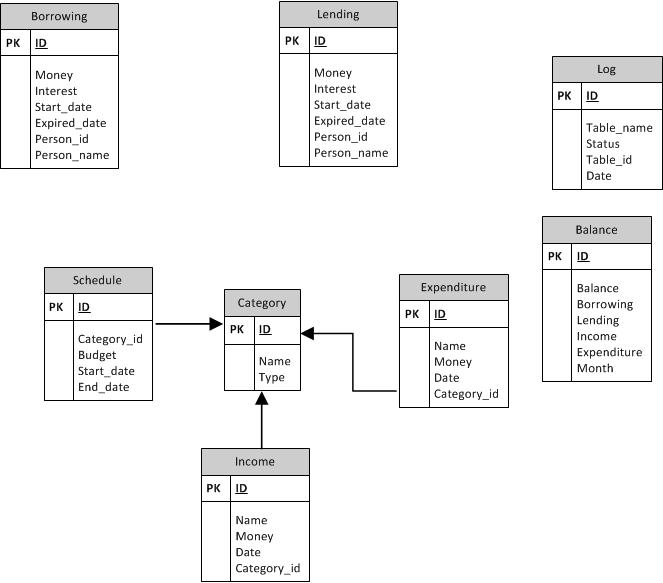 Borrowing
PK ID
Money
Interest
Start_date
Expired_date
Person_id
Person_name
Lending
PK ID
Money
Interest
Start_date
Expired_date
Person_id
Person_name
Log
PK ID
Table_name
Status
Table_id
Date
Schedule
PK ID
Category_id
Budget
Start_date
End_date
Category
PK ID
Name
Type
Expenditure
PK ID
Name
Money
Date
Category_id
Balance
PK ID
Balance
Borrowing
Lending
Income
Expenditure
Month
Income
PK ID
Name
Money
Date
Category_id